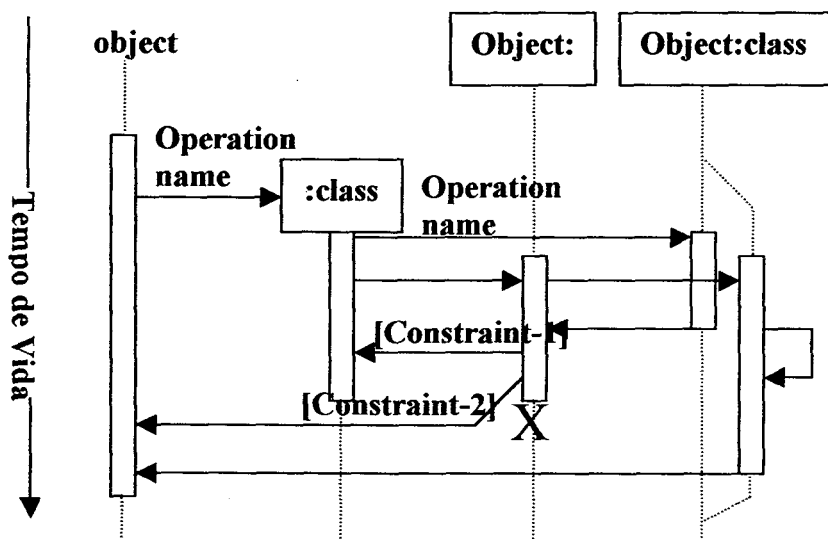 object
Object:
Object:class
Operation
name
:class
Operation
name
Tempo de Vida
[Constraint-1]
[Constraint-2]
X